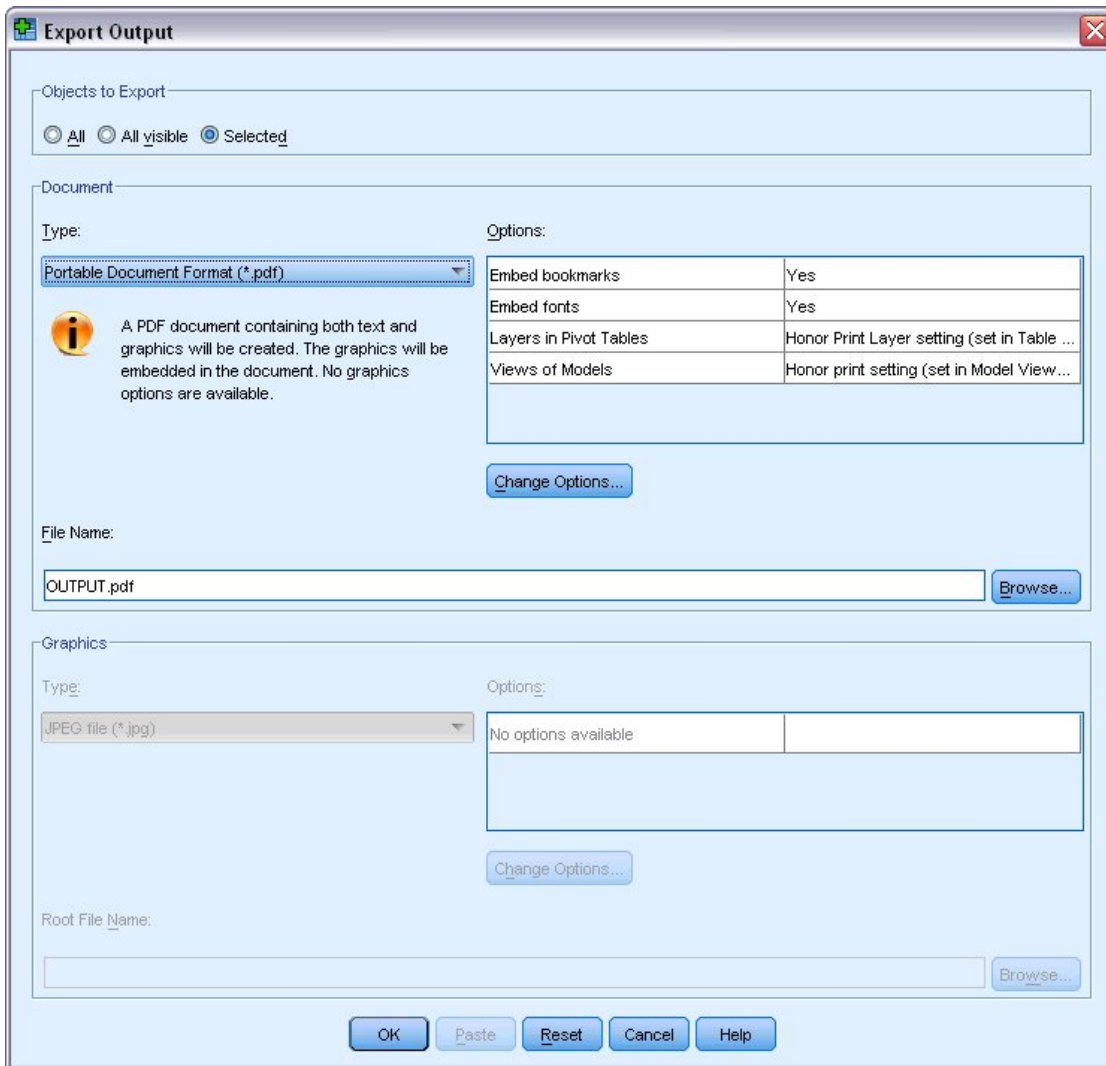 Export Output
Objects to Export
All All visible Selected
Document
Type:
Options:
Portable Document Format (*.pdf)
Embed bookmarks Yes
Embed fonts Yes
Layers in Pivot Tables Honor Print Layer setting (set in Table ...
Views of Models Honor print setting (set in Model View...
A PDF document containing both text and
graphics will be created. The graphics will be
embedded in the document. No graphics
options are available.
Change Options...
File Name:
OUTPUT.pdf
Browse...
Graphics
Type:
Options:
JPEG file (*.jpg)
No options available
Change Options...
Root File Name:
Browse...
OK Paste Reset Cancel Help